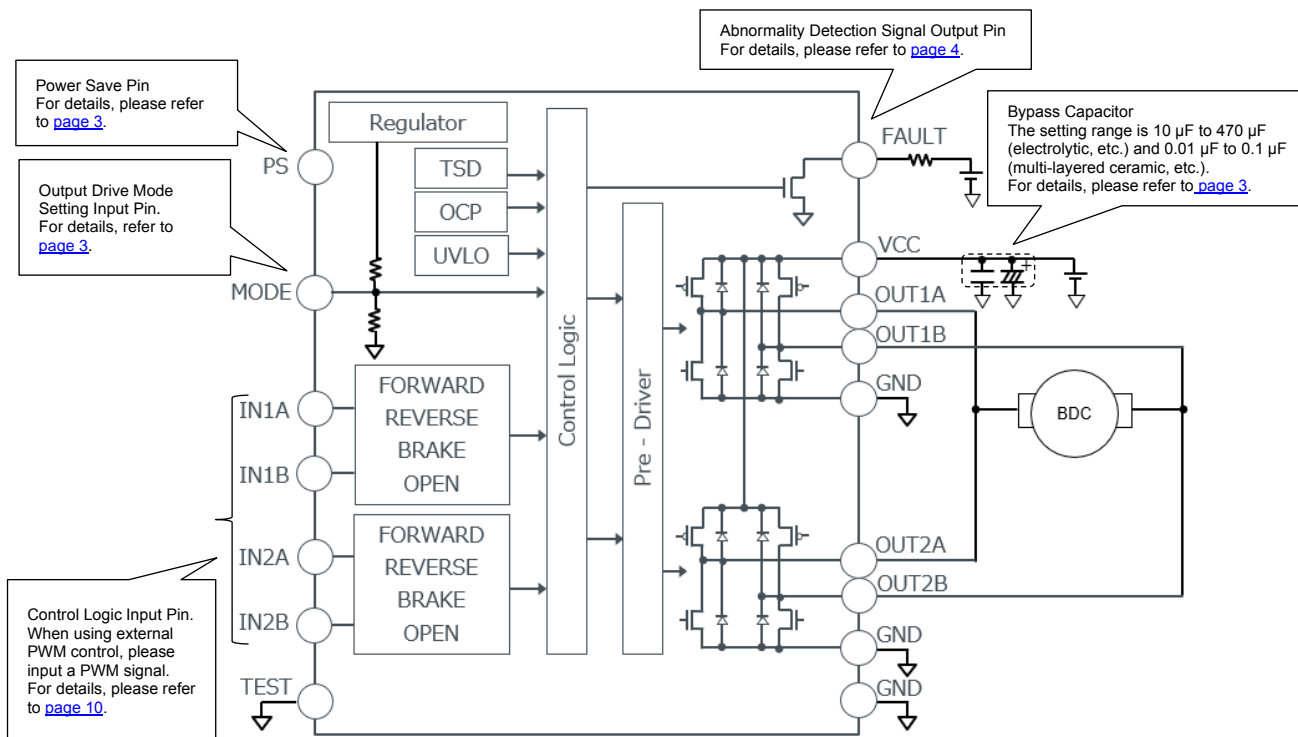 Abnormality Detection Signal Output Pin
For details, please refer to page 4.
Power Save Pin
For details, please refer
to page 3.
Bypass Capacitor
The setting range is 10 µF to 470 µF
(electrolytic, etc.) and 0.01 µF to 0.1 µF
(multi-layered ceramic, etc.).
For details, please refer to page 3.
Output Drive Mode
Setting Input Pin.
For details, refer to
page 3.
Control Logic Input Pin.
When using external
PWM control, please
input a PWM signal.
For details, please refer
to page 10.
PS
MODE
IN1A
IN1B
IN2A
IN2B
TEST
Regulator
TSD
OCP
UVLO
FORWARD
REVERSE
BRAKE
OPEN
FORWARD
REVERSE
BRAKE
OPEN
Control Logic
Pre - Driver
FAULT
VCC
+
OUT1A
OUT1B
GND
BDC
OUT2A
OUT2B
GND
GND